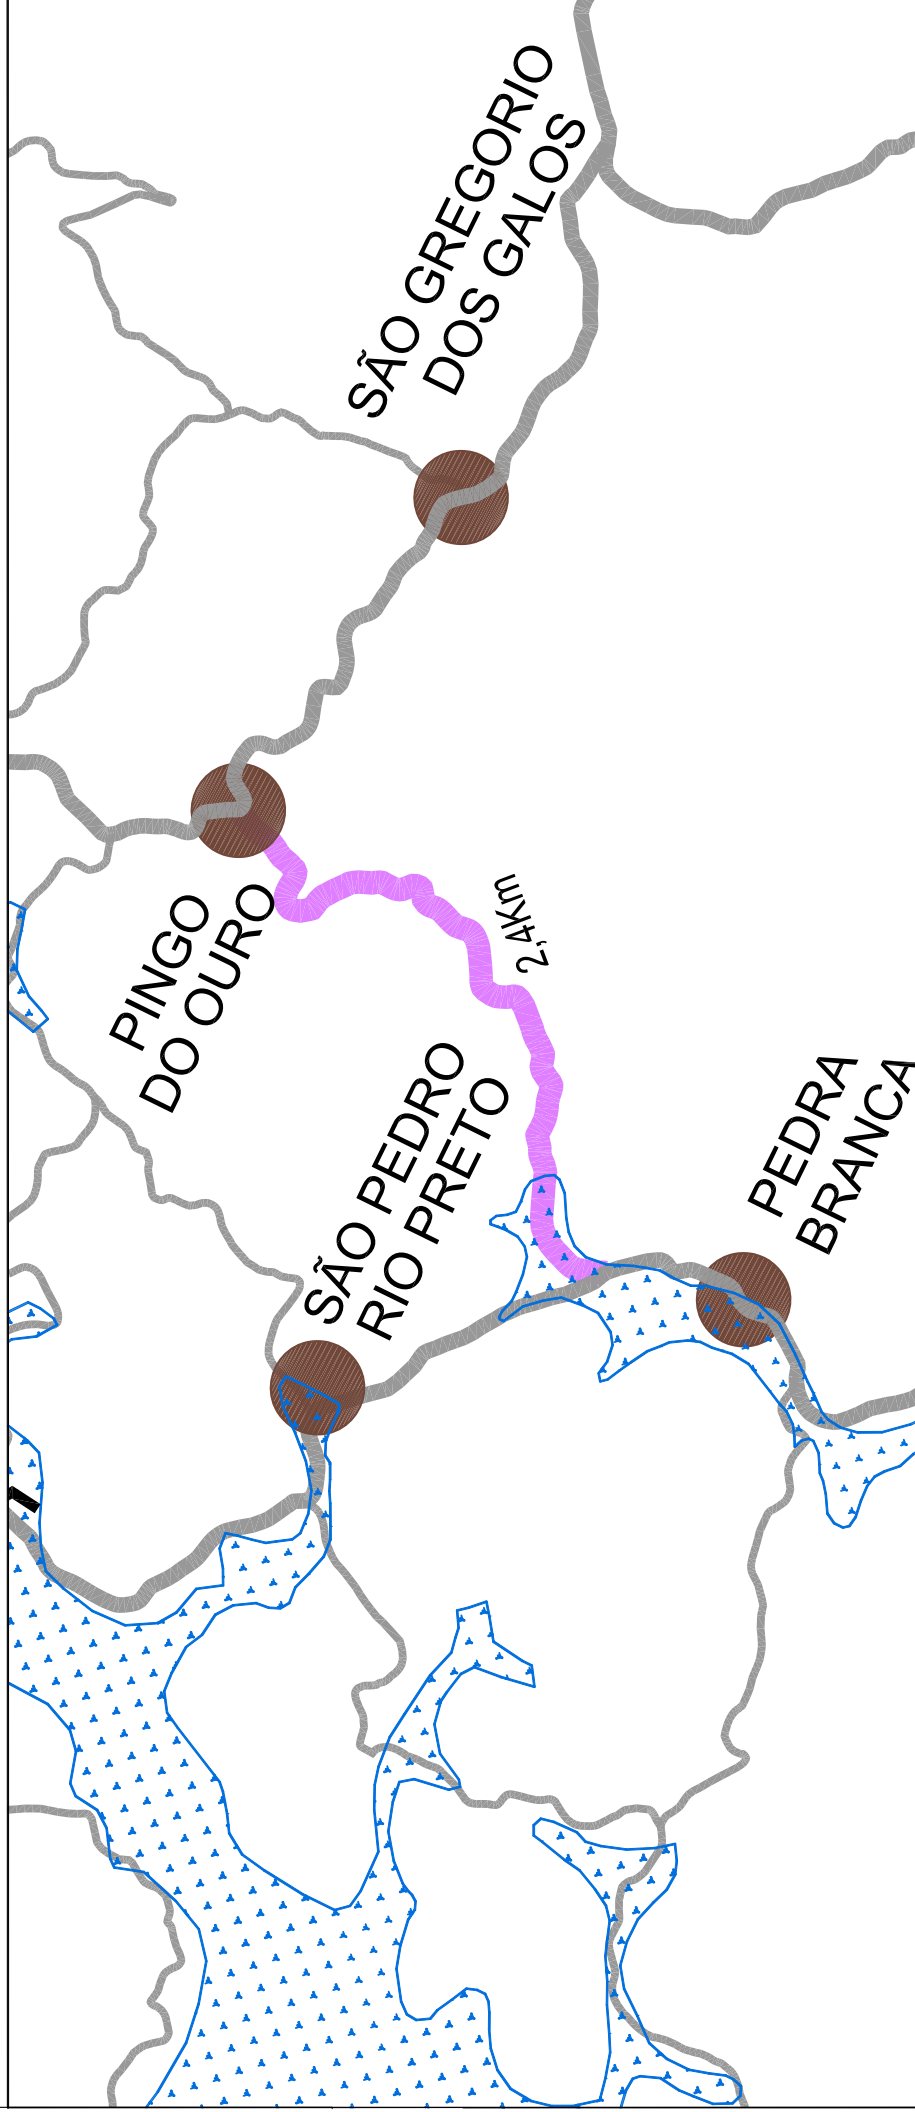 SÃO GREGORIO
DOS GALOS
PINGO
DO OURO
2,4Km
SÃO PEDRO
RIO PRETO
PEDRA
BRANCA